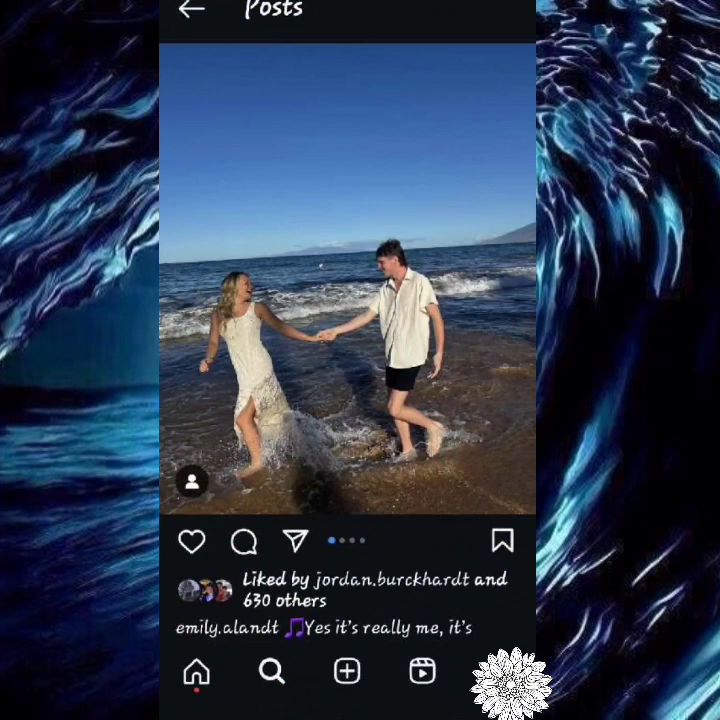 Posts
Liked by jordan.burckhardt and
630 others
emily.alandt 🎵Yes it's really me, it's